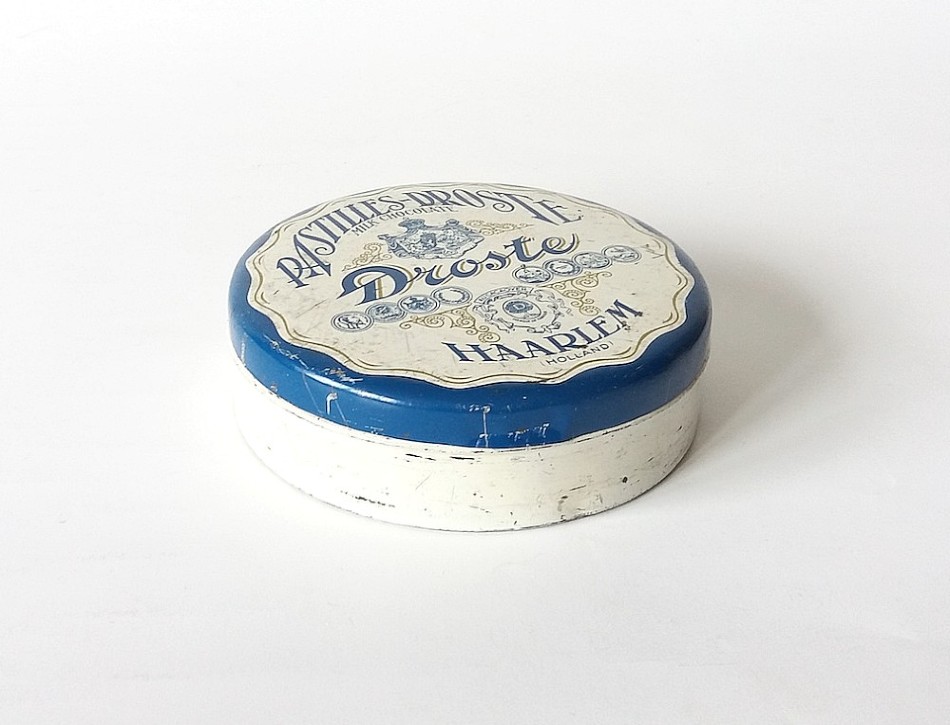 PASTILLES-DROSTE
MILK CHOCOLATE
Droste
HAARLEM
(HOLLAND)